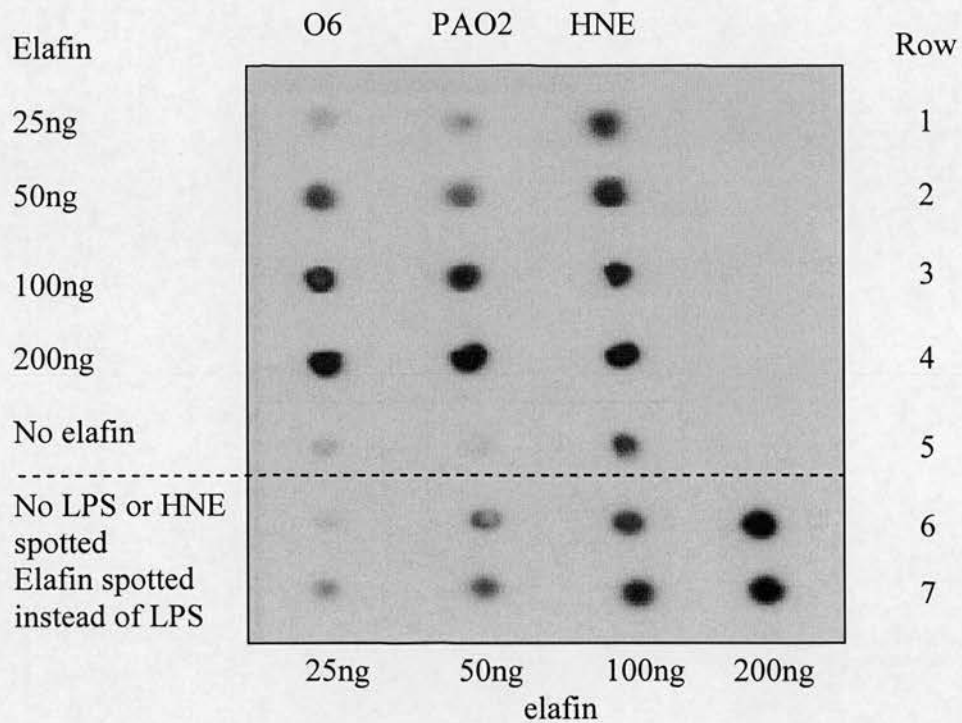 O6 PAO2 HNE
Elafin Row
25ng 1
50ng 2
100ng 3
200ng 4
No elafin 5
No LPS or HNE
spotted 6
Elafin spotted
instead of LPS 7
25ng 50ng 100ng 200ng
elafin